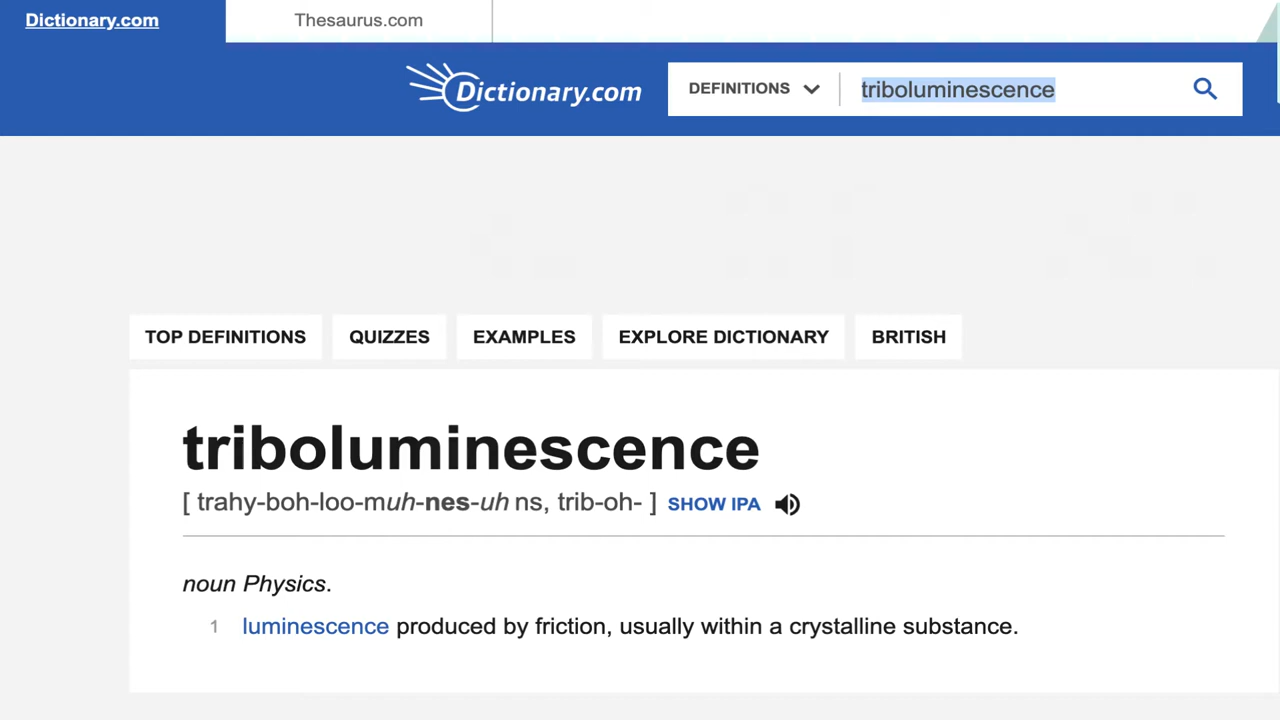 Dictionary.com Thesaurus.com
Dictionary.com DEFINITIONS triboluminescence
TOP DEFINITIONS QUIZZES EXAMPLES EXPLORE DICTIONARY BRITISH
triboluminescence
[ trahy-boh-loo-muh-nes-uh ns, trib-oh- ] SHOW IPA
noun Physics.
1 luminescence produced by friction, usually within a crystalline substance.